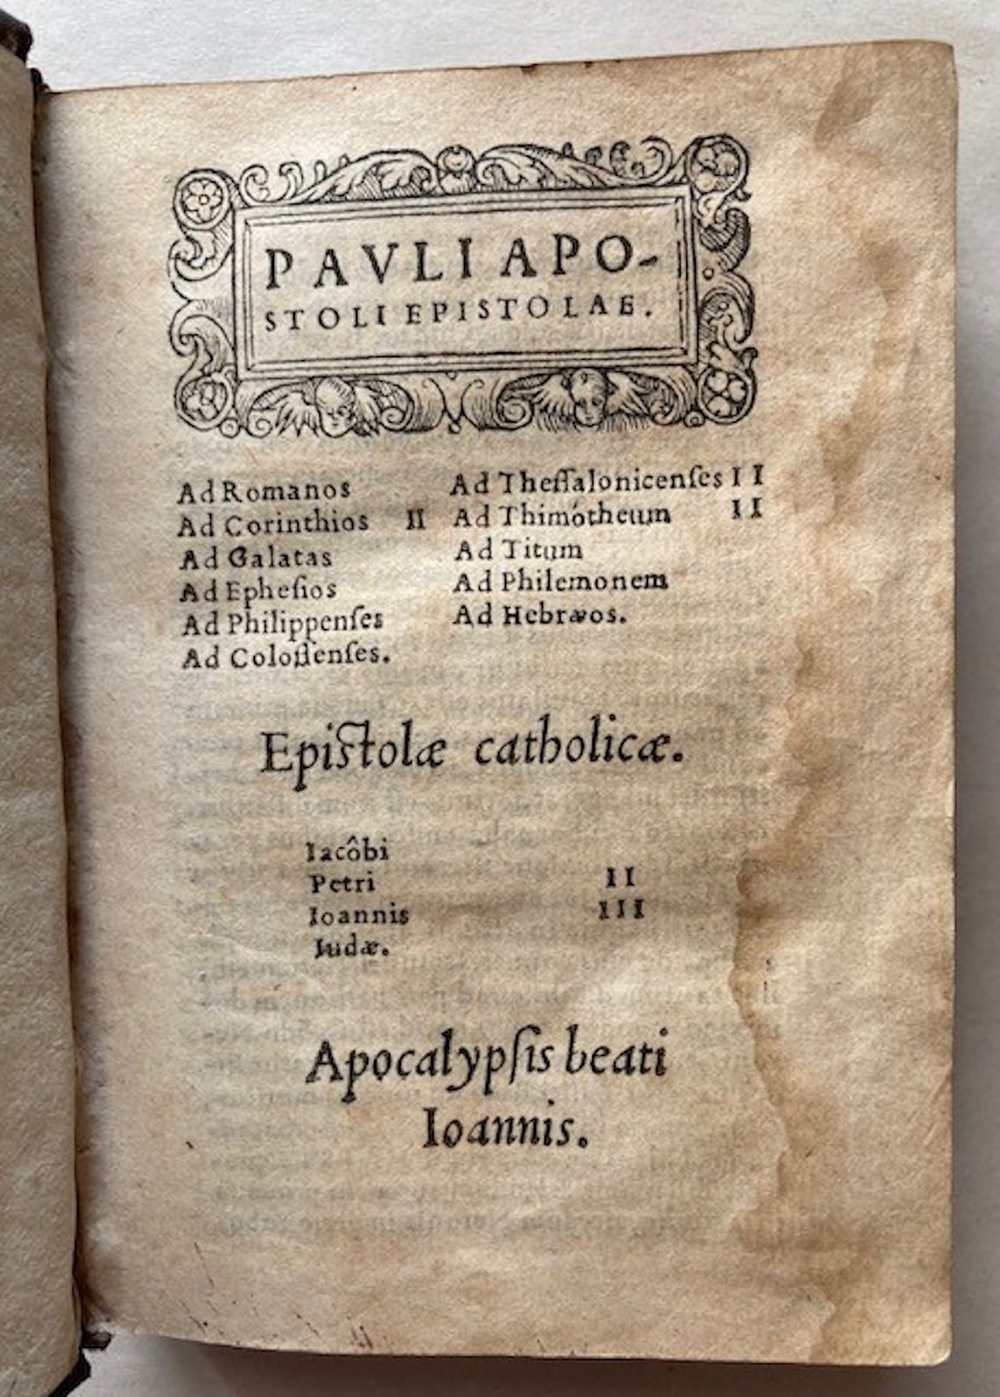 PAVLI APO-
STOLI EPISTOLAE.
Ad Romanos
Ad Corinthios II
Ad Galatas
Ad Epheſios
Ad Philippenſes
Ad Coloſſenſes.
Ad Theſſalonicenſes II
Ad Thimótheum II
Ad Titum
Ad Philemonem
Ad Hebræos.
Epistolæ catholicæ.
Iacôbi
Petri II
Ioannis III
Iudæ.
Apocalypſis beati
Ioannis.